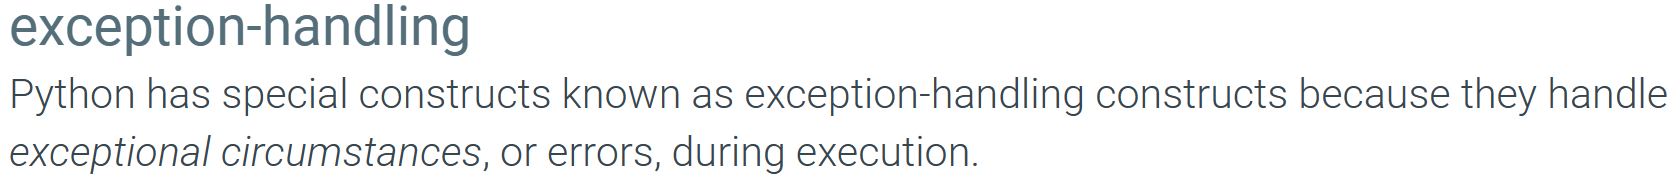 exception-handling
Python has special constructs known as exception-handling constructs because they handle
exceptional circumstances, or errors, during execution.